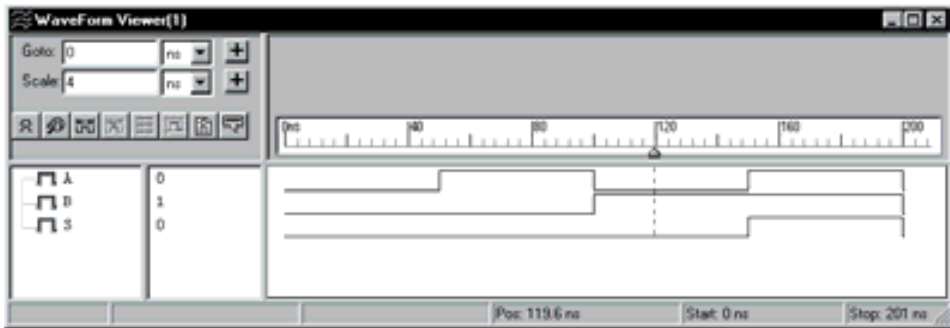 WaveForm Viewer(1)
Goto: 0 ns
Scale: 4 ns
0ns 40 80 120 160 200
A 0
B 1
S 0
Pos: 119.6 ns Start: 0 ns Stop: 201 ns